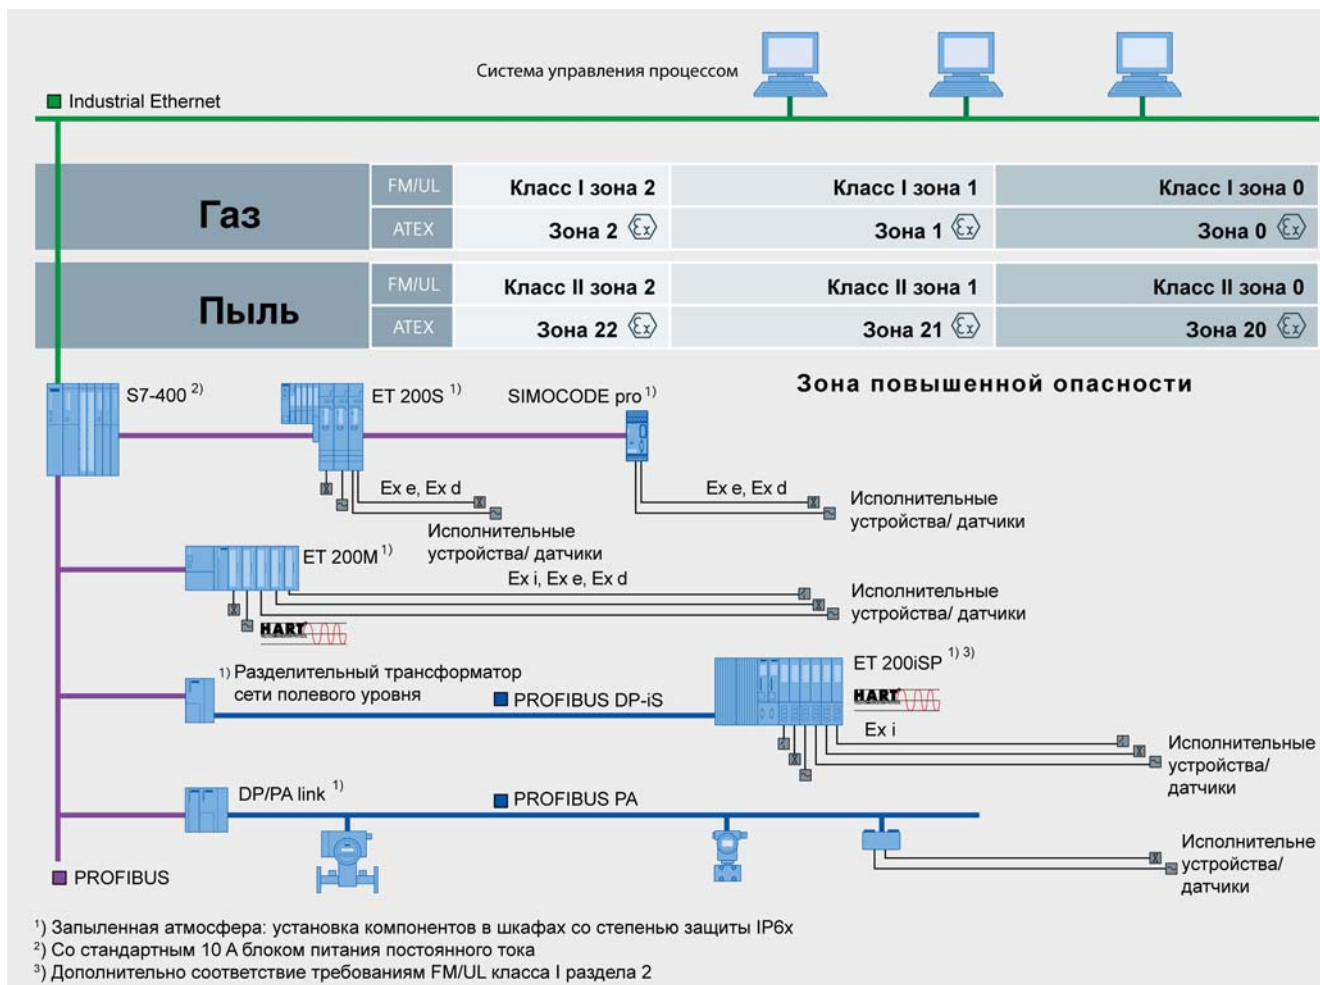 Система управления процессом
Industrial Ethernet
Газ
FM/UL
Класс I зона 2
Класс I зона 1
Класс I зона 0
ATEX
Зона 2 Ex
Зона 1 Ex
Зона 0 Ex
Пыль
FM/UL
Класс II зона 2
Класс II зона 1
Класс II зона 0
ATEX
Зона 22 Ex
Зона 21 Ex
Зона 20 Ex
Зона повышенной опасности
S7-400 2)
ET 200S 1)
SIMOCODE pro 1)
Ex e, Ex d
Исполнительные
устройства/ датчики
Ex e, Ex d
Исполнительные
устройства/ датчики
ET 200M 1)
Ex i, Ex e, Ex d
Исполнительные
устройства/ датчики
HART
1) Разделительный трансформатор
сети полевого уровня
PROFIBUS DP-iS
ET 200iSP 1) 3)
HART
Ex i
Исполнительные
устройства/
датчики
DP/PA link 1)
PROFIBUS PA
Исполнительне
устройства/
датчики
PROFIBUS
1) Запыленная атмосфера: установка компонентов в шкафах со степенью защиты IP6x
2) Со стандартным 10 А блоком питания постоянного тока
3) Дополнительно соответствие требованиям FM/UL класса I раздела 2